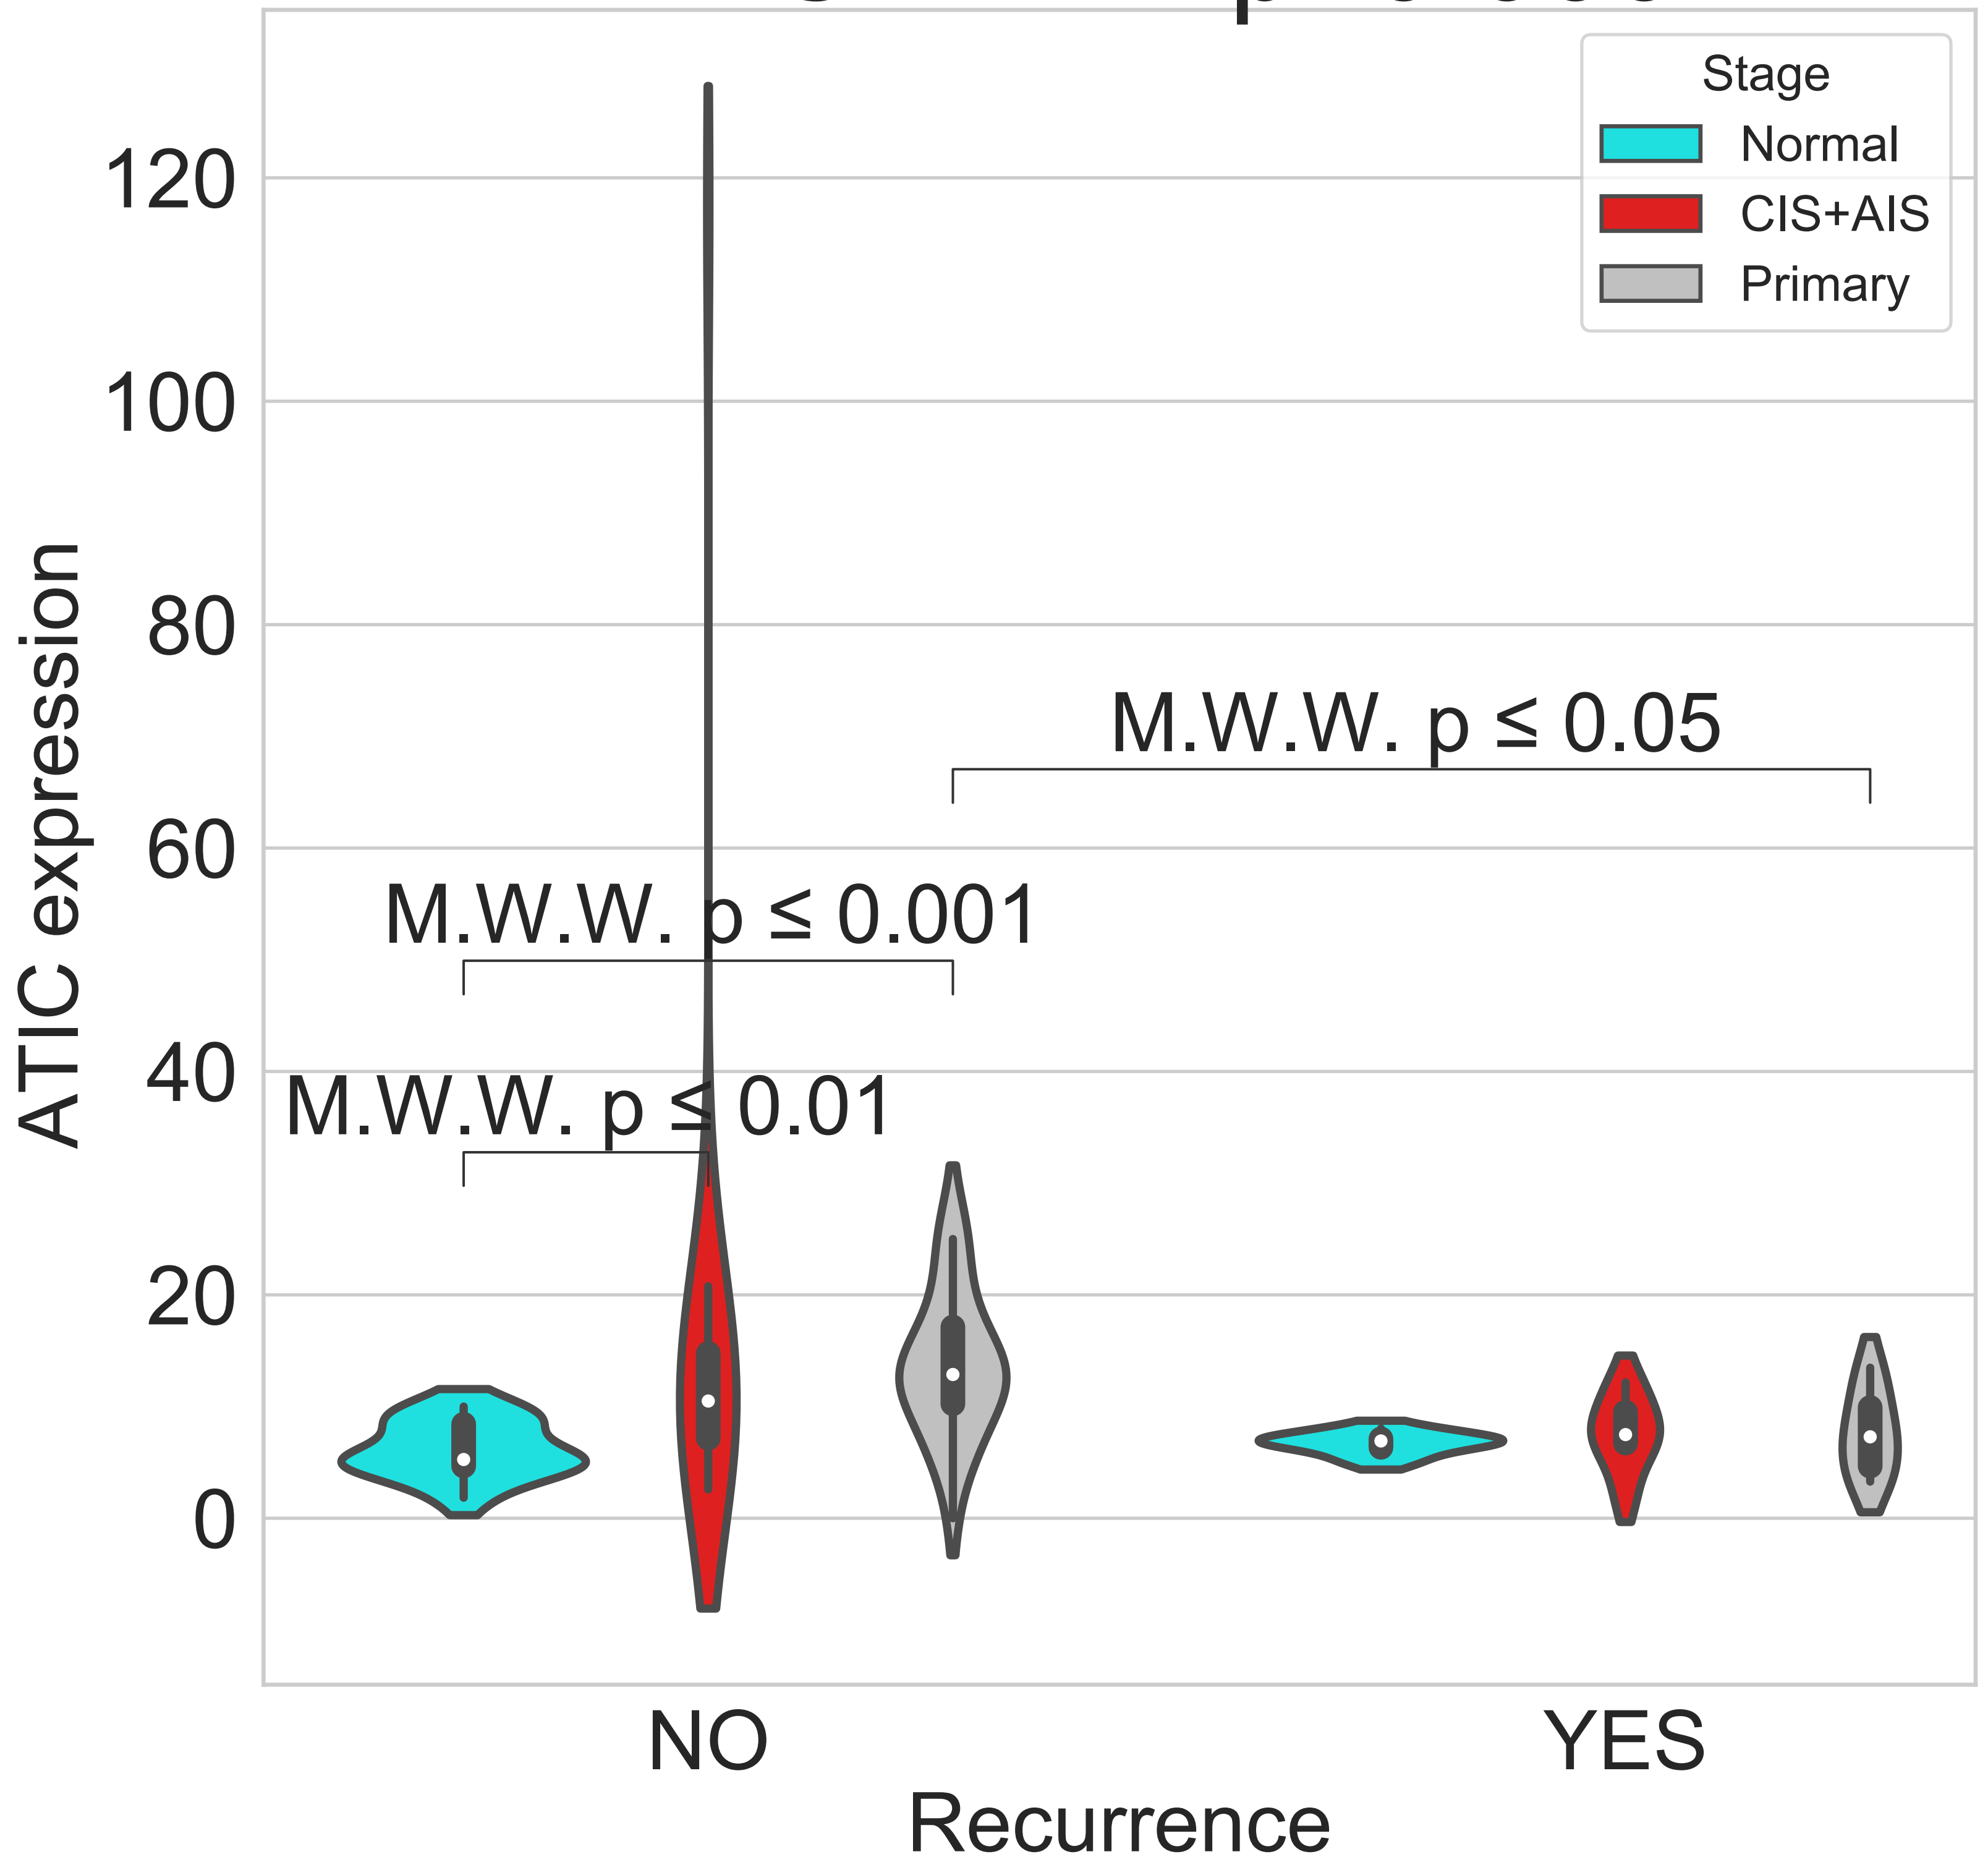 Stage
Normal
CIS+AIS
Primary
120
100
80
60
40
20
0
ATIC expression
M.W.W. p ≤ 0.05
M.W.W. p ≤ 0.001
M.W.W. p ≤ 0.01
NO
YES
Recurrence